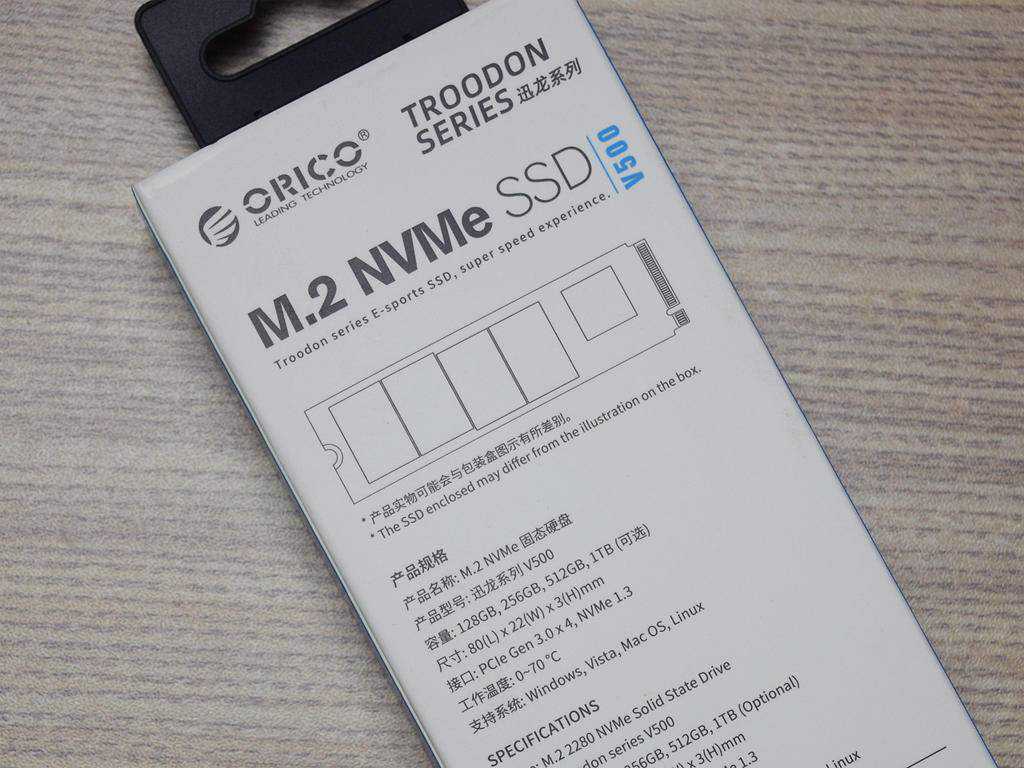 TROODON
SERIES 迅龙系列
ORICO®
LEADING TECHNOLOGY
M.2 NVMe SSD V500
Troodon series E-sports SSD, super speed experience.
* 产品实物可能会与包装盒图示有所差别。
* The SSD enclosed may differ from the illustration on the box.
产品规格
产品名称: M.2 NVMe 固态硬盘
产品型号: 迅龙系列 V500
容量: 128GB, 256GB, 512GB, 1TB (可选)
尺寸: 80(L) x 22(W) x 3(H)mm
接口: PCIe Gen 3.0 x 4, NVMe 1.3
工作温度: 0~70 °C
支持系统: Windows, Vista, Mac OS, Linux
SPECIFICATIONS
: M.2 2280 NVMe Solid State Drive
Troodon series V500
256GB, 512GB, 1TB (Optional)
x 3(H)mm
1.3
Linux